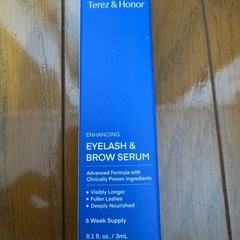 Terez & Honor
ENHANCING
EYELASH &
BROW SERUM
Advanced Formula with
Clinically Proven Ingredients
• Visibly Longer
• Fuller Lashes
• Deeply Nourished
6 Week Supply
0.1 fl. oz. / 3mL